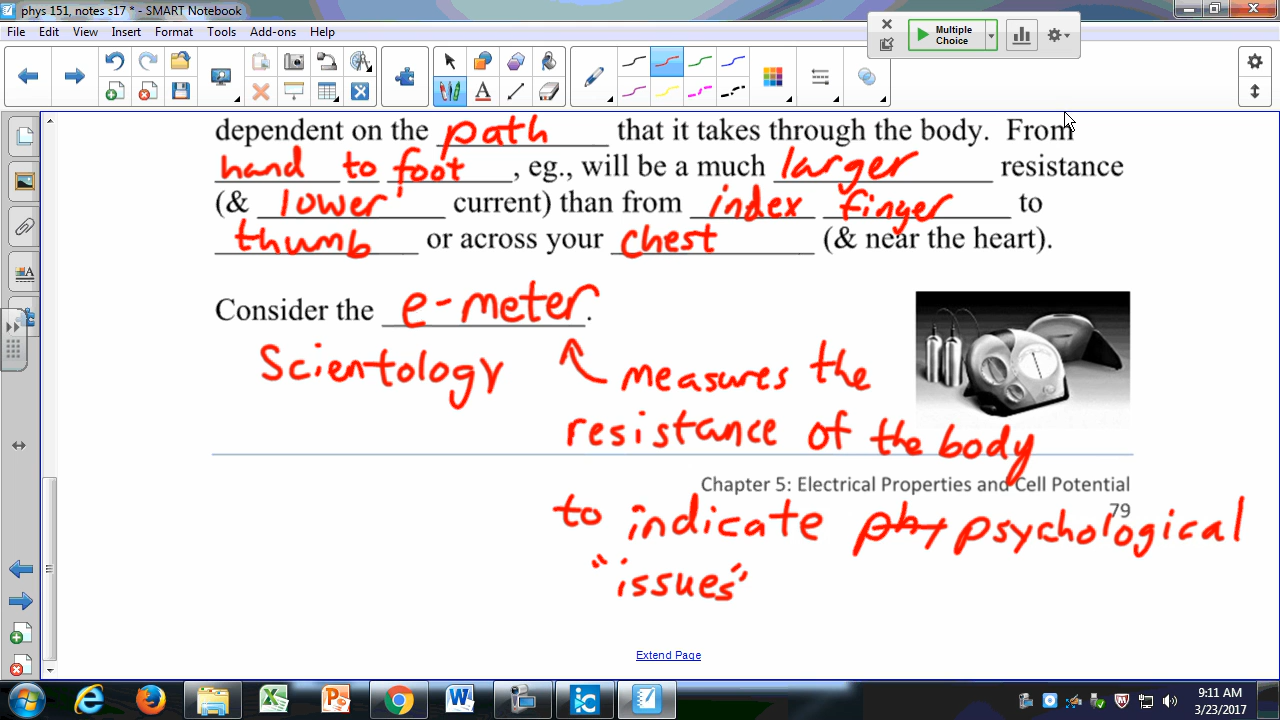 phys 151, notes s17 * - SMART Notebook
File Edit View Insert Format Tools Add-ons Help
Multiple Choice
dependent on the path that it takes through the body. From
hand to foot, eg., will be a much larger resistance
(& lower current) than from index finger to
thumb or across your chest (& near the heart).
Consider the e-meter.
Scientology measures the
resistance of the body
Chapter 5: Electrical Properties and Cell Potential
79
to indicate phy psychological
"issues"
Extend Page
9:11 AM
3/23/2017